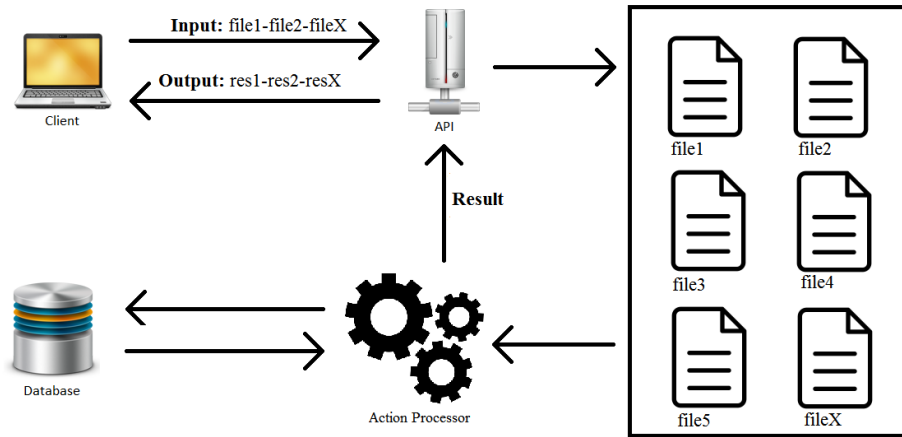 Input: file1-file2-fileX
Output: res1-res2-resX
Client
API
file1
file2
Result
file3
file4
Database
Action Processor
file5
fileX